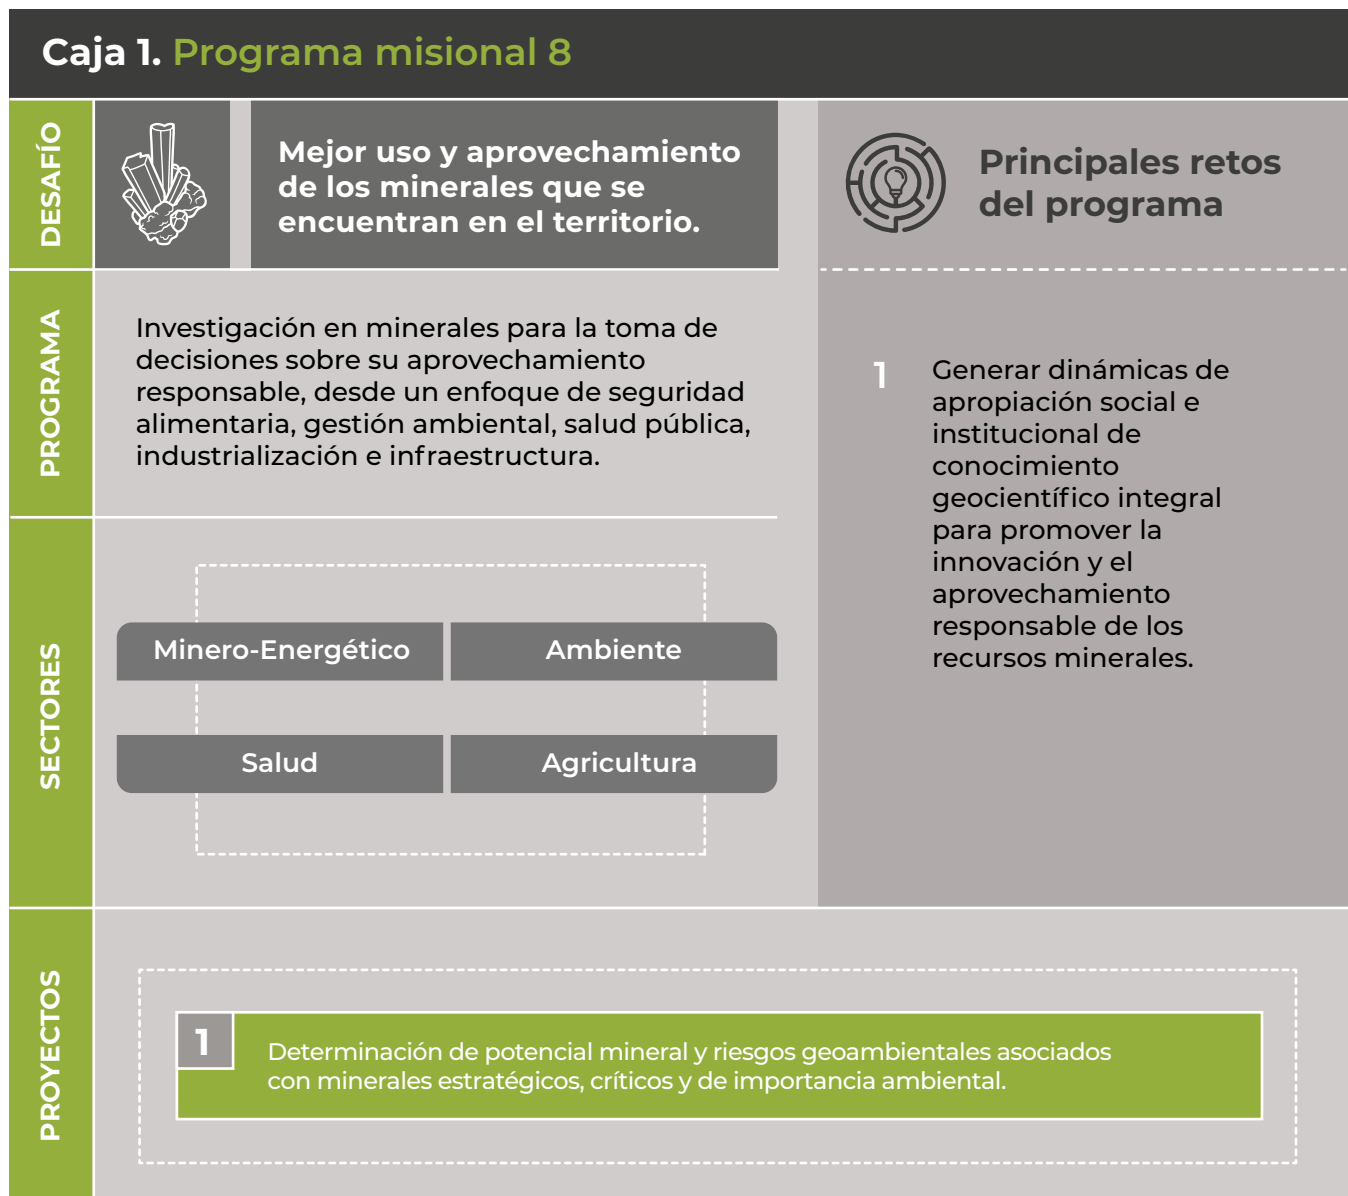 Caja 1. Programa misional 8
DESAFÍO
Mejor uso y aprovechamiento
de los minerales que se
encuentran en el territorio.
Principales retos
del programa
PROGRAMA
Investigación en minerales para la toma de
decisiones sobre su aprovechamiento
responsable, desde un enfoque de seguridad
alimentaria, gestión ambiental, salud pública,
industrialización e infraestructura.
1
Generar dinámicas de
apropiación social e
institucional de
conocimiento
geocientífico integral
para promover la
innovación y el
aprovechamiento
responsable de los
recursos minerales.
SECTORES
Minero-Energético
Ambiente
Salud
Agricultura
PROYECTOS
1
Determinación de potencial mineral y riesgos geoambientales asociados
con minerales estratégicos, críticos y de importancia ambiental.